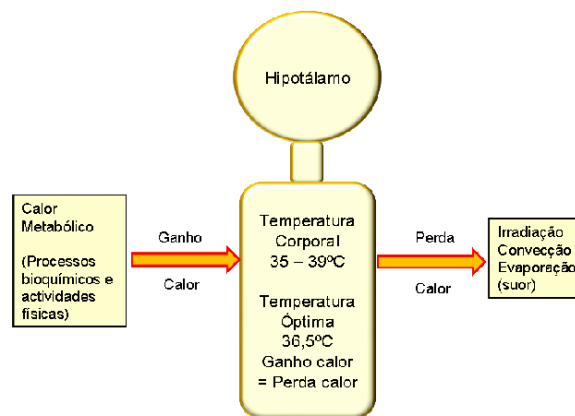 Hipotálamo
Calor
Metabólico
(Processos
bioquímicos e
actividades
físicas)
Ganho
Calor
Temperatura
Corporal
35 – 39ºC
Temperatura
Óptima
36,5ºC
Ganho calor
= Perda calor
Perda
Calor
Irradiação
Convecção
Evaporação
(suor)